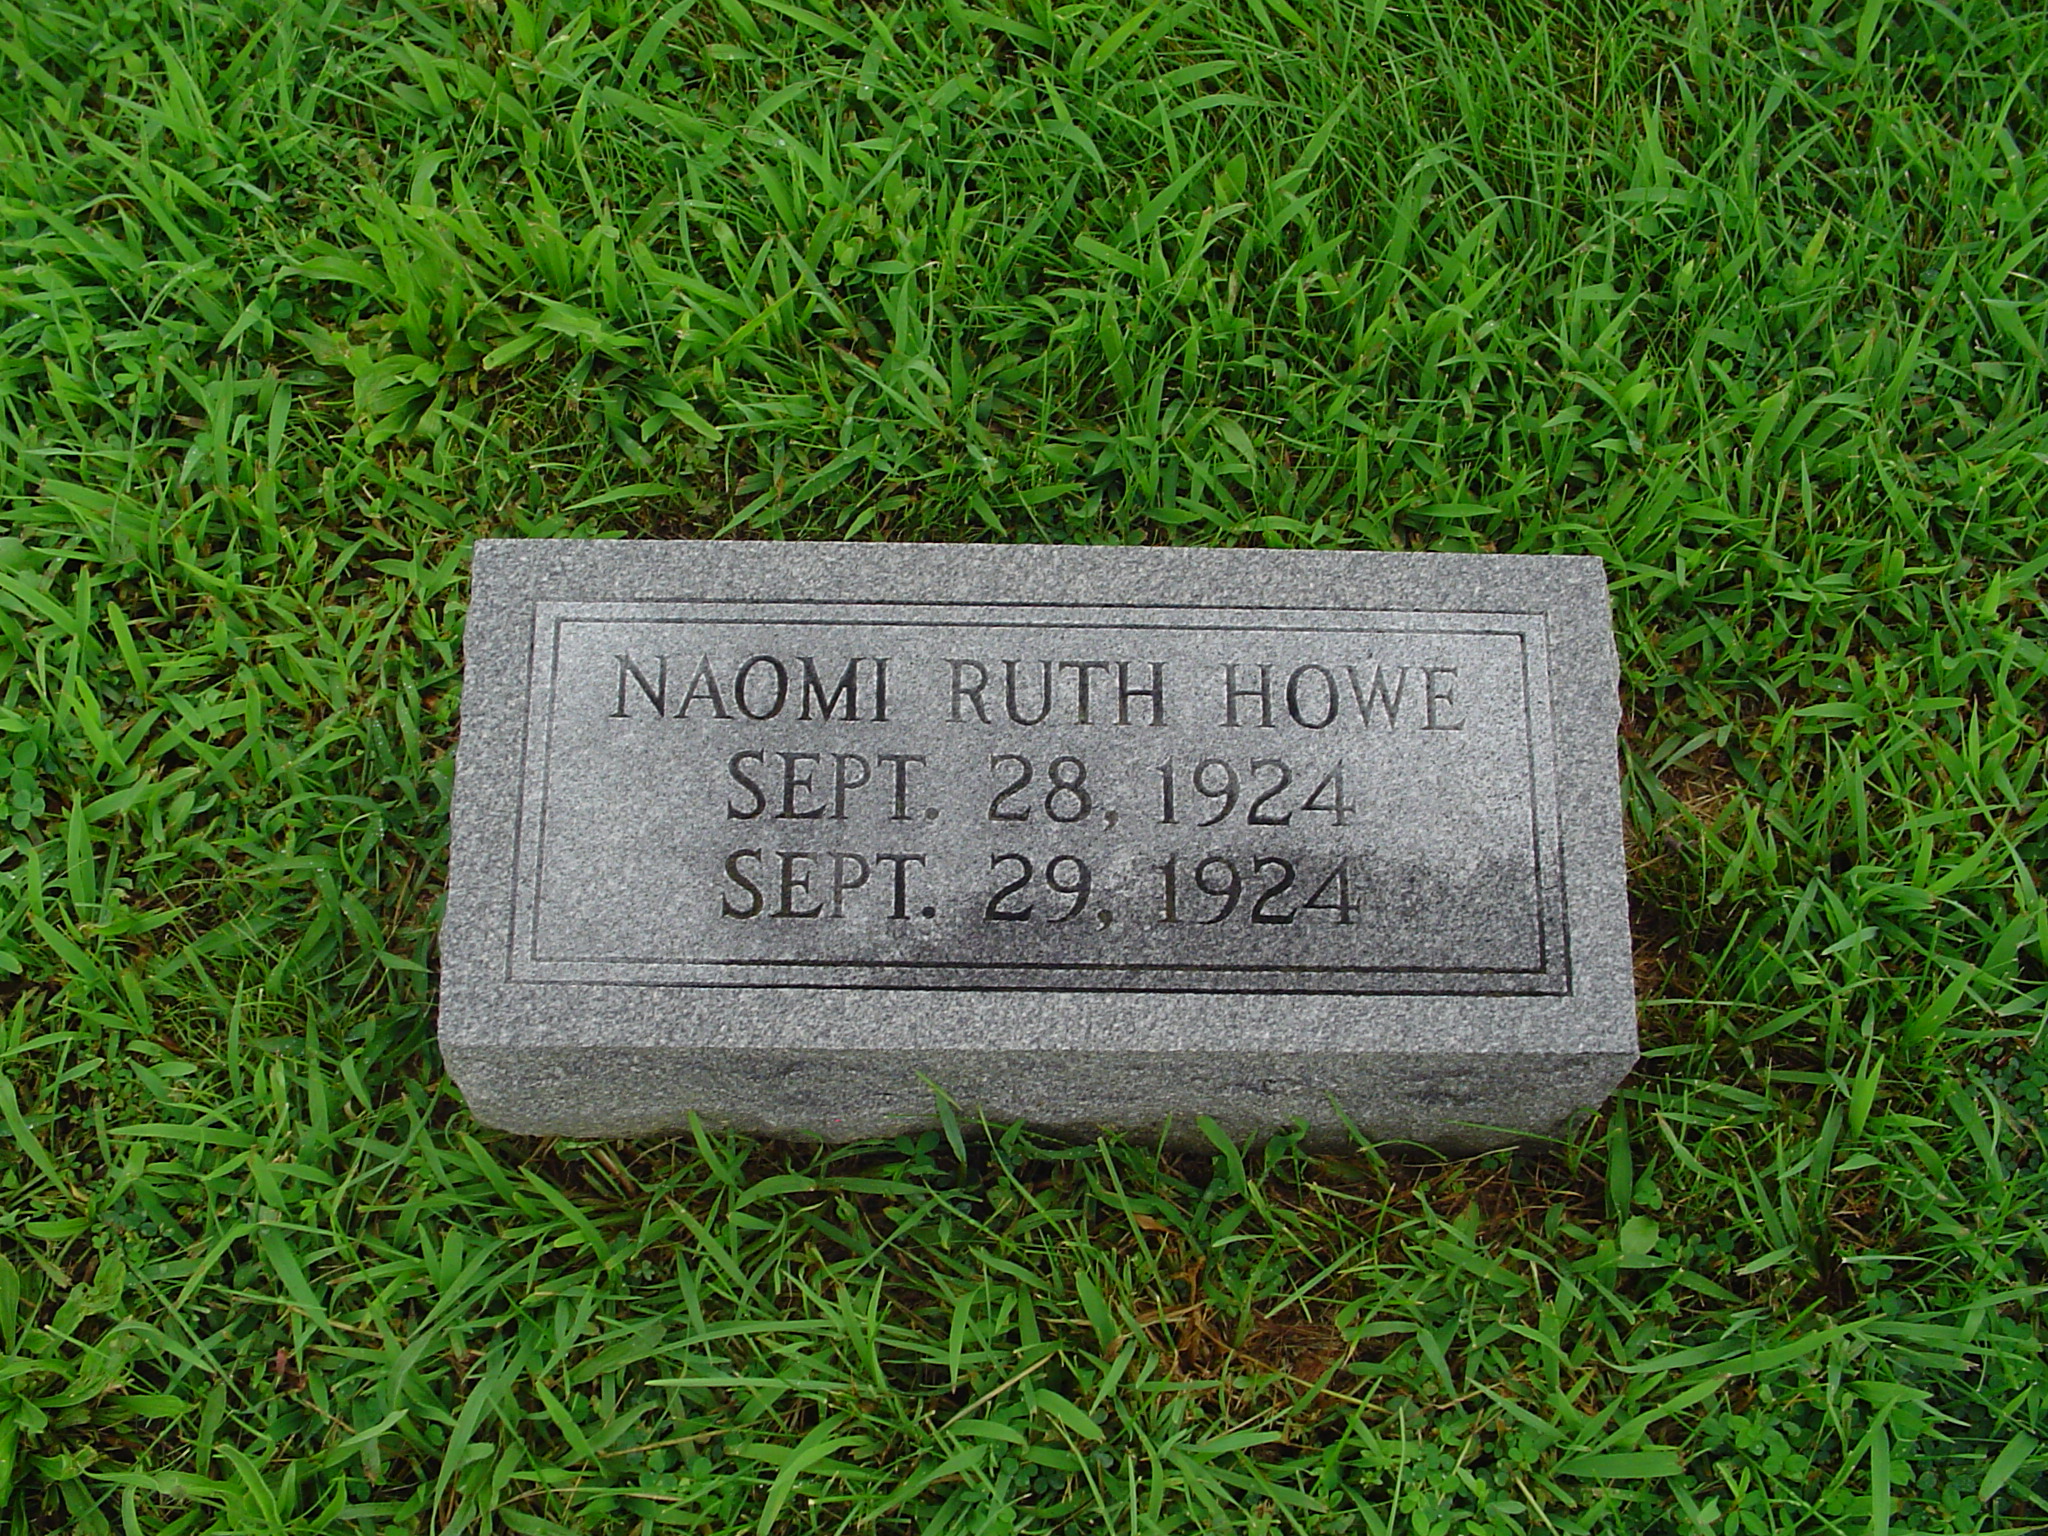 NAOMI RUTH HOWE
SEPT. 28, 1924
SEPT. 29, 1924